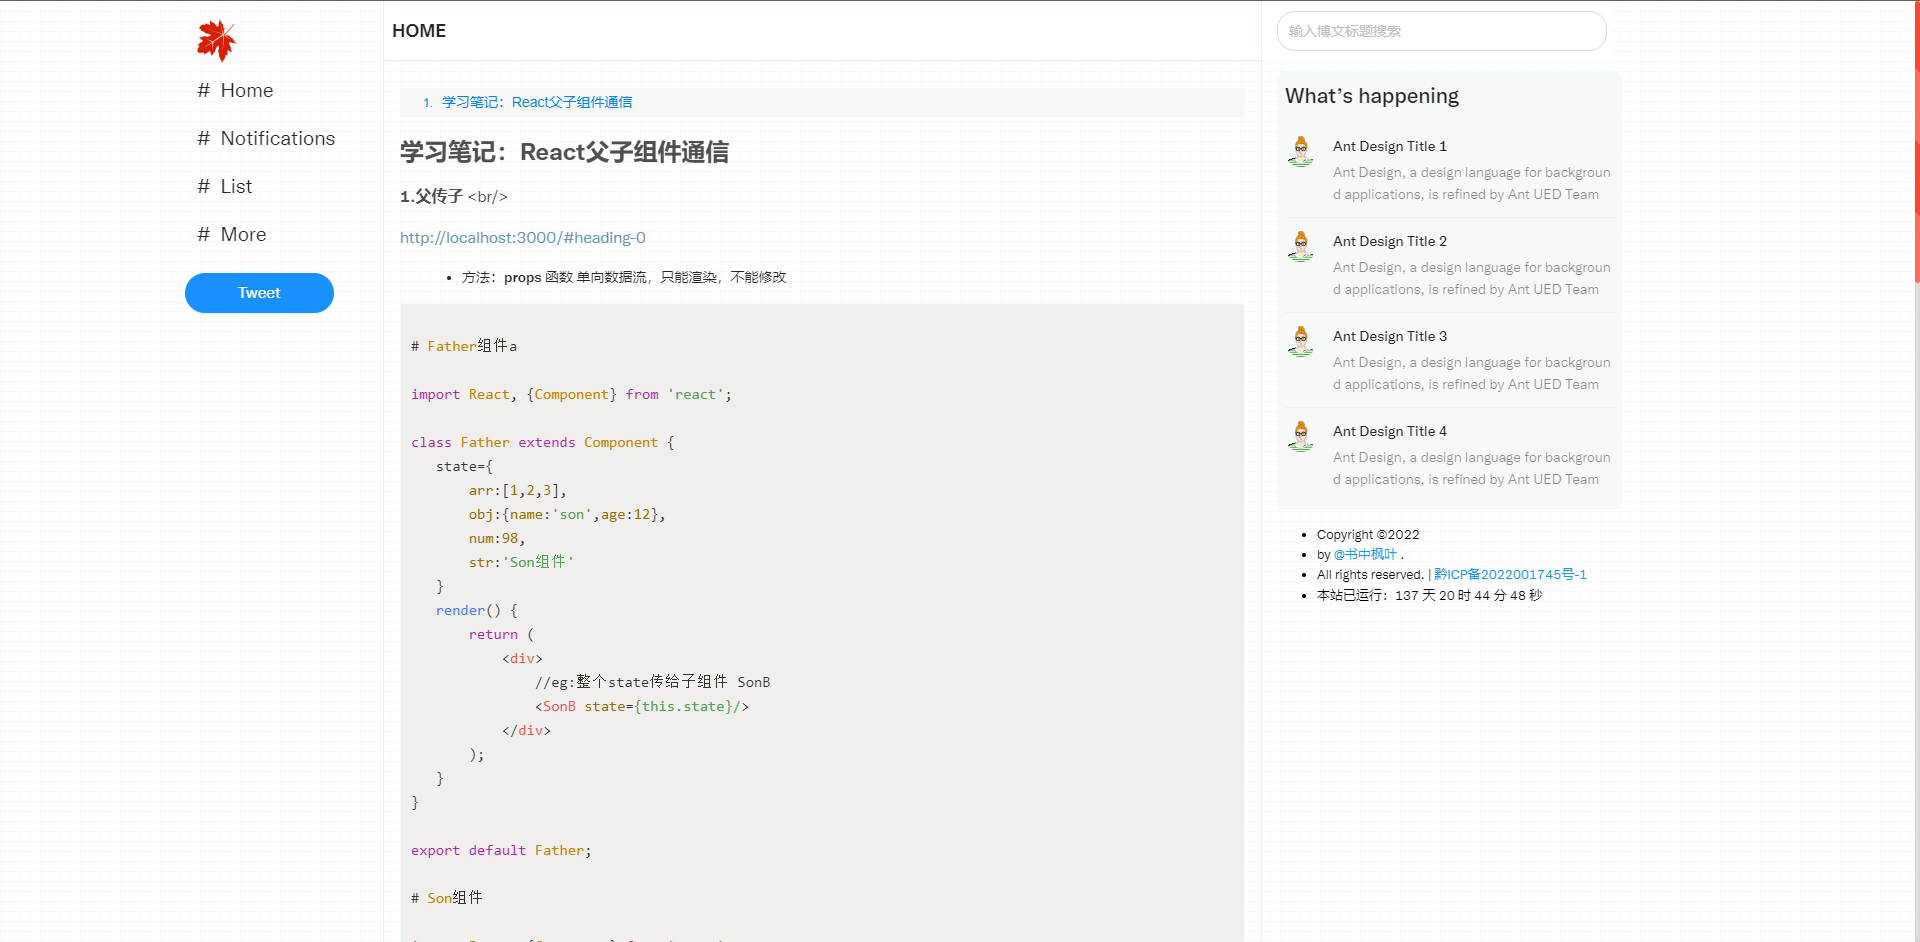 # Home
# Notifications
# List
# More
Tweet
HOME
1. 学习笔记：React父子组件通信
学习笔记：React父子组件通信
1.父传子 <br/>
http://localhost:3000/#heading-0
• 方法：props 函数 单向数据流，只能渲染，不能修改
# Father组件a
import React, {Component} from 'react';
class Father extends Component {
state={
arr:[1,2,3],
obj:{name:'son',age:12},
num:98,
str:'Son组件'
}
render() {
return (
<div>
//eg:整个state传给子组件 SonB
<SonB state={this.state}/>
</div>
);
}
}
export default Father;
# Son组件
输入博文标题搜索
What's happening
Ant Design Title 1
Ant Design, a design language for backgroun
d applications, is refined by Ant UED Team
Ant Design Title 2
Ant Design, a design language for backgroun
d applications, is refined by Ant UED Team
Ant Design Title 3
Ant Design, a design language for backgroun
d applications, is refined by Ant UED Team
Ant Design Title 4
Ant Design, a design language for backgroun
d applications, is refined by Ant UED Team
• Copyright ©2022
• by @书中枫叶 .
• All rights reserved. | 黔ICP备2022001745号-1
• 本站已运行：137 天 20 时 44 分 48 秒